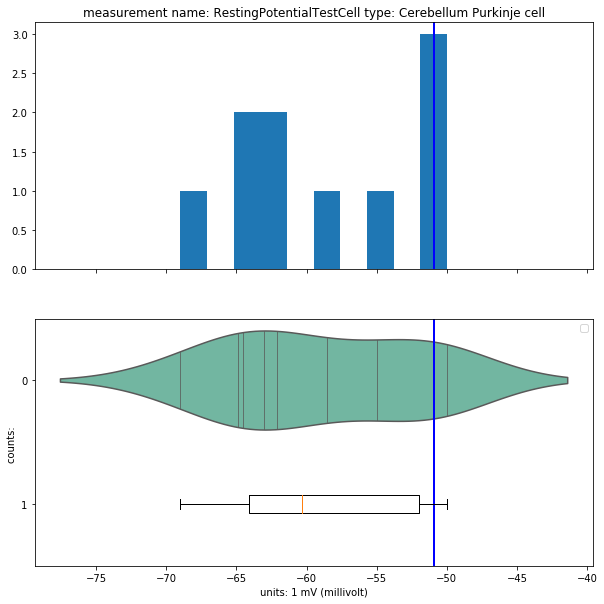 measurement name: RestingPotentialTestCell type: Cerebellum Purkinje cell
3.0
2.5
2.0
1.5
1.0
0.5
0.0
0
counts:
1
−75 −70 −65 −60 −55 −50 −45 −40
units: 1 mV (millivolt)